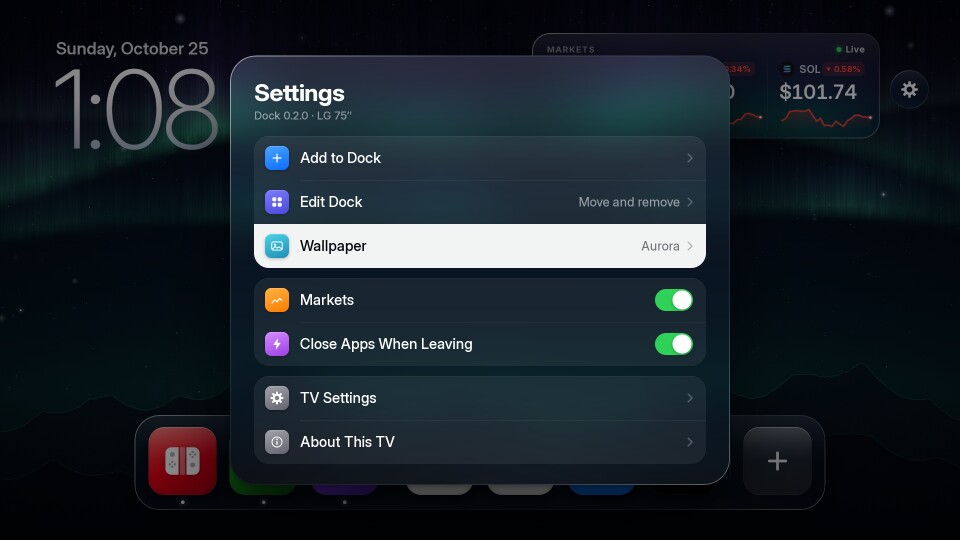 Sunday, October 25
1:08
MARKETS
Live
.34%
SOL ▼ 0.58%
0
$101.74
Settings
Dock 0.2.0 · LG 75"
Add to Dock
Edit Dock Move and remove
Wallpaper Aurora
Markets
Close Apps When Leaving
TV Settings
About This TV